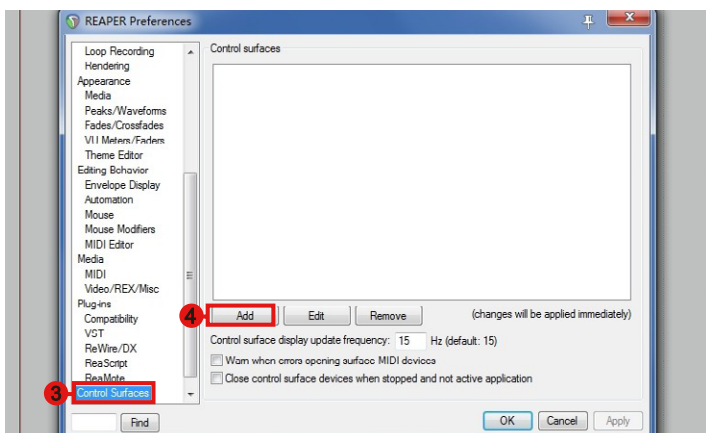 REAPER Preferences
Loop Recording
Rendering
Appearance
Media
Peaks/Waveforms
Fades/Crossfades
VU Meters/Faders
Theme Editor
Editing Behavior
Envelope Display
Automation
Mouse
Mouse Modifiers
MIDI Editor
Media
MIDI
Video/REX/Misc
Plug-ins
Compatibility
VST
ReWire/DX
ReaScript
ReaMote
3 Control Surfaces
Find
Control surfaces
4 Add Edit Remove (changes will be applied immediately)
Control surface display update frequency: 15 Hz (default: 15)
Warn when errors opening surface MIDI devices
Close control surface devices when stopped and not active application
OK Cancel Apply